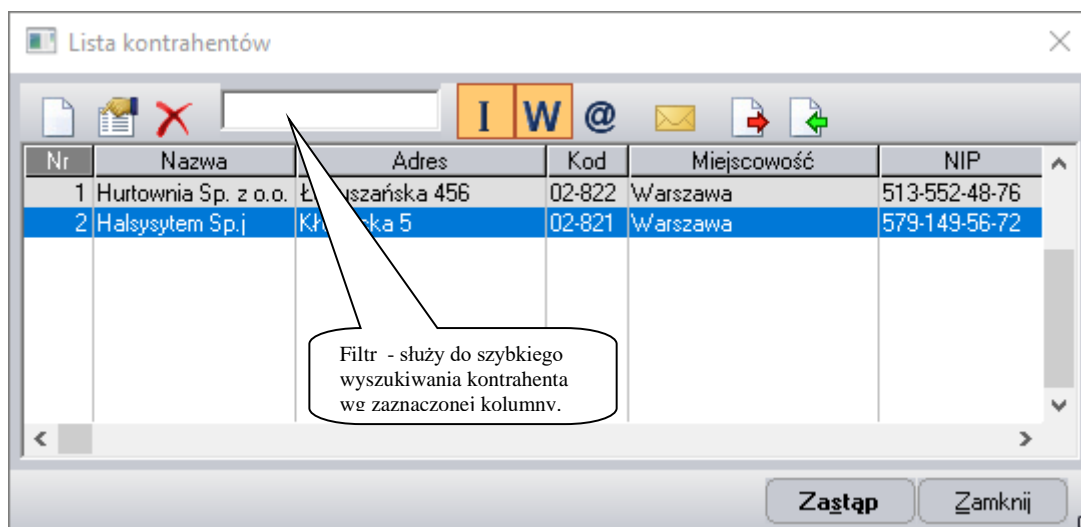 Lista kontrahentów
I W @
Nr Nazwa Adres Kod Miejscowość NIP
1 Hurtownia Sp. z o.o. 456 02-822 Warszawa 513-552-48-76
2 Halsysytem Sp.j 5 02-821 Warszawa 579-149-56-72
Filtr - służy do szybkiego
wyszukiwania kontrahenta
wg zaznaczonej kolumny.
Zastąp Zamknij